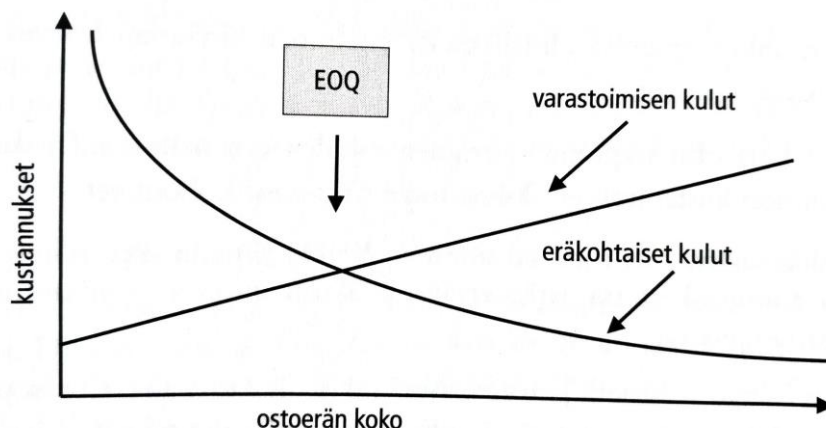 EOQ
varastoimisen kulut
eräkohtaiset kulut
kustannukset
ostoerän koko